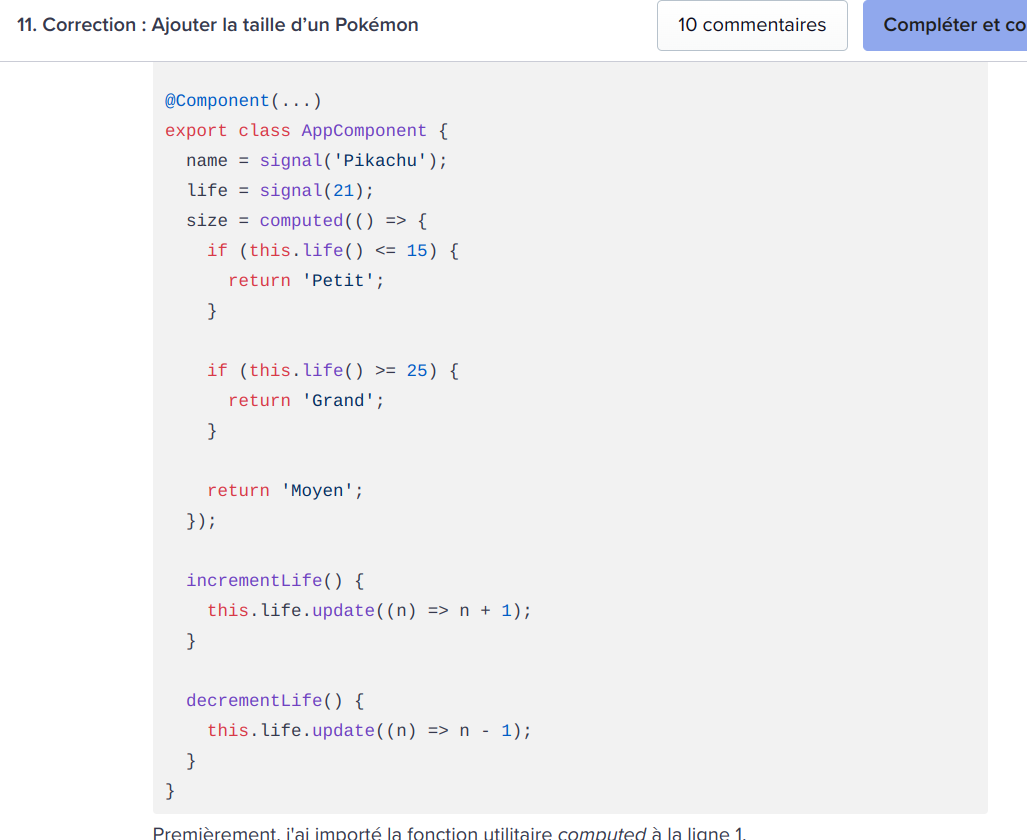 11. Correction : Ajouter la taille d’un Pokémon
10 commentaires
Compléter et co
@Component(...)
export class AppComponent {
  name = signal('Pikachu');
  life = signal(21);
  size = computed(() => {
    if (this.life() <= 15) {
      return 'Petit';
    }

    if (this.life() >= 25) {
      return 'Grand';
    }

    return 'Moyen';
  });

  incrementLife() {
    this.life.update((n) => n + 1);
  }

  decrementLife() {
    this.life.update((n) => n - 1);
  }
}
Premièrement, j'ai importé la fonction utilitaire computed à la ligne 1.